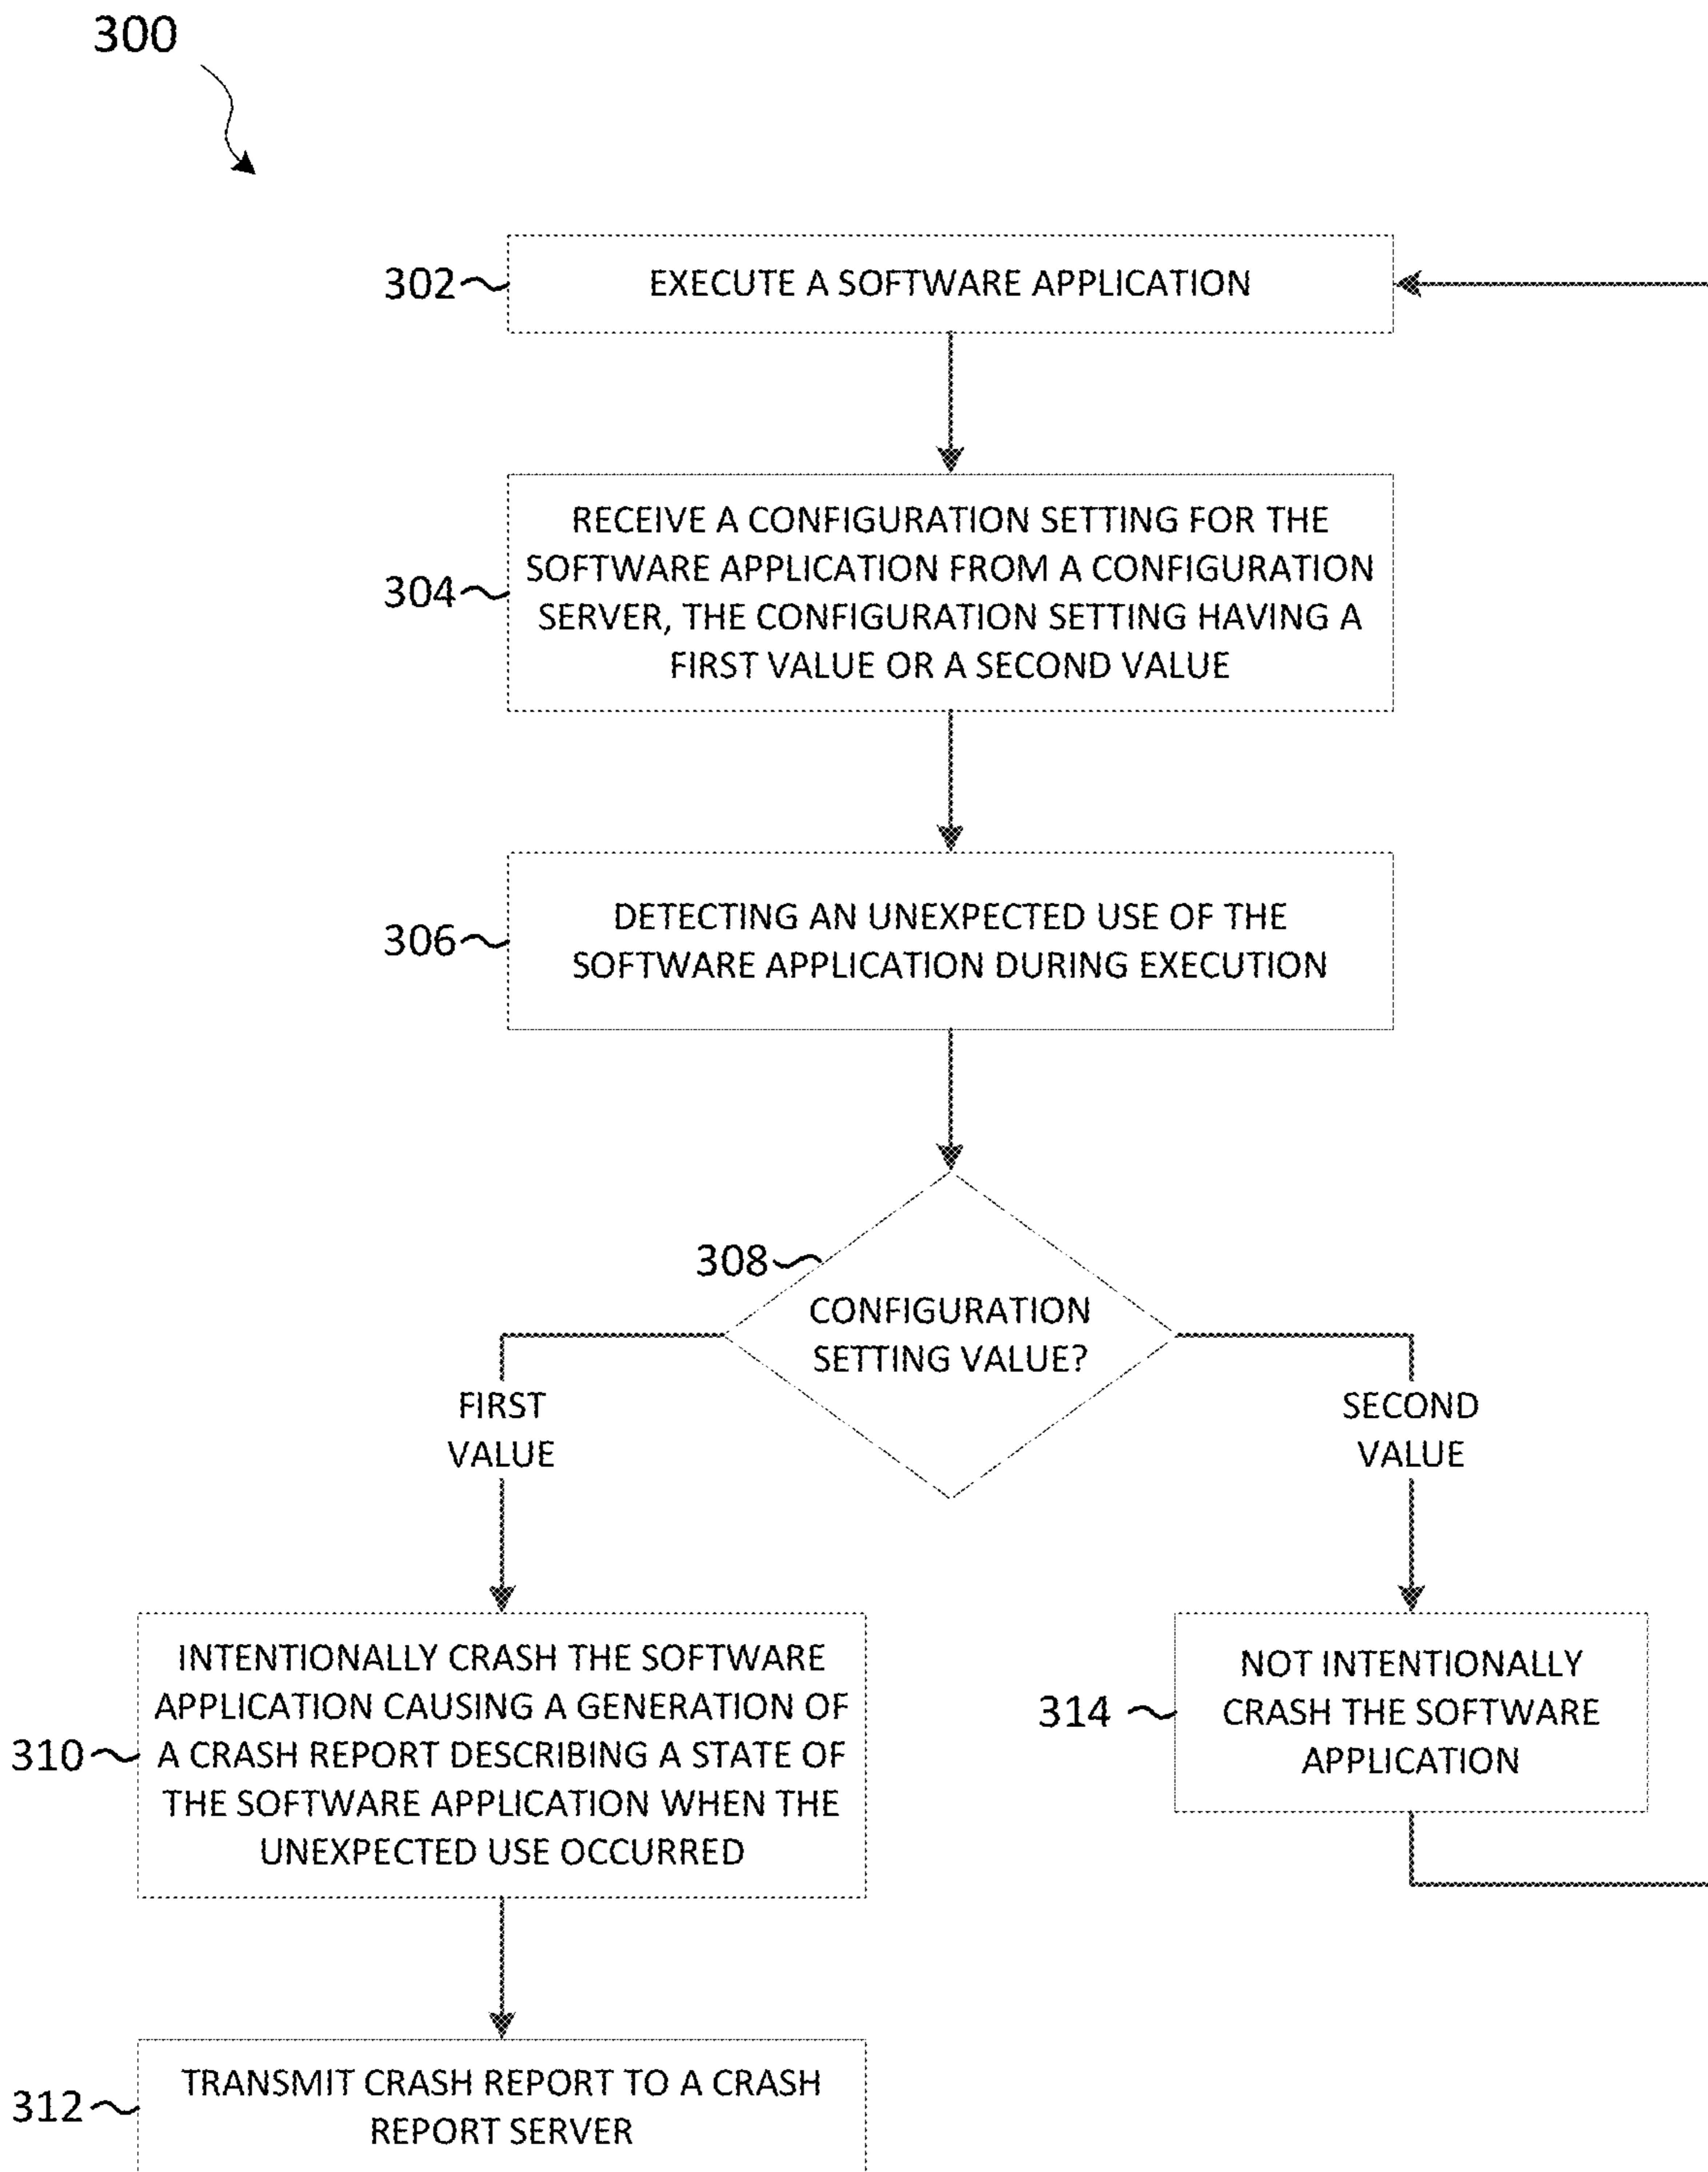 300
302
EXECUTE A SOFTWARE APPLICATION
304
RECEIVE A CONFIGURATION SETTING FOR THE
SOFTWARE APPLICATION FROM A CONFIGURATION
SERVER, THE CONFIGURATION SETTING HAVING A
FIRST VALUE OR A SECOND VALUE
306
DETECTING AN UNEXPECTED USE OF THE
SOFTWARE APPLICATION DURING EXECUTION
308
CONFIGURATION
SETTING VALUE?
FIRST
VALUE
SECOND
VALUE
310
INTENTIONALLY CRASH THE SOFTWARE
APPLICATION CAUSING A GENERATION OF
A CRASH REPORT DESCRIBING A STATE OF
THE SOFTWARE APPLICATION WHEN THE
UNEXPECTED USE OCCURRED
314
NOT INTENTIONALLY
CRASH THE SOFTWARE
APPLICATION
312
TRANSMIT CRASH REPORT TO A CRASH
REPORT SERVER